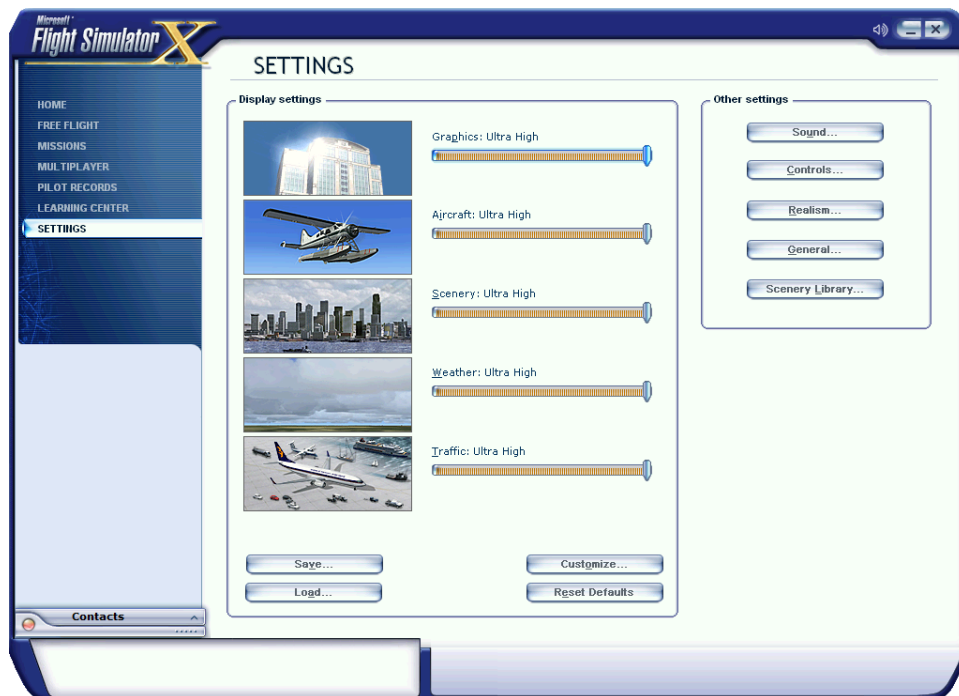 Microsoft
Flight Simulator X
SETTINGS
HOME
FREE FLIGHT
MISSIONS
MULTIPLAYER
PILOT RECORDS
LEARNING CENTER
SETTINGS
Display settings
Graphics: Ultra High
Aircraft: Ultra High
Scenery: Ultra High
Weather: Ultra High
Traffic: Ultra High
Save...
Customize...
Load...
Reset Defaults
Other settings
Sound...
Controls...
Realism...
General...
Scenery Library...
Contacts